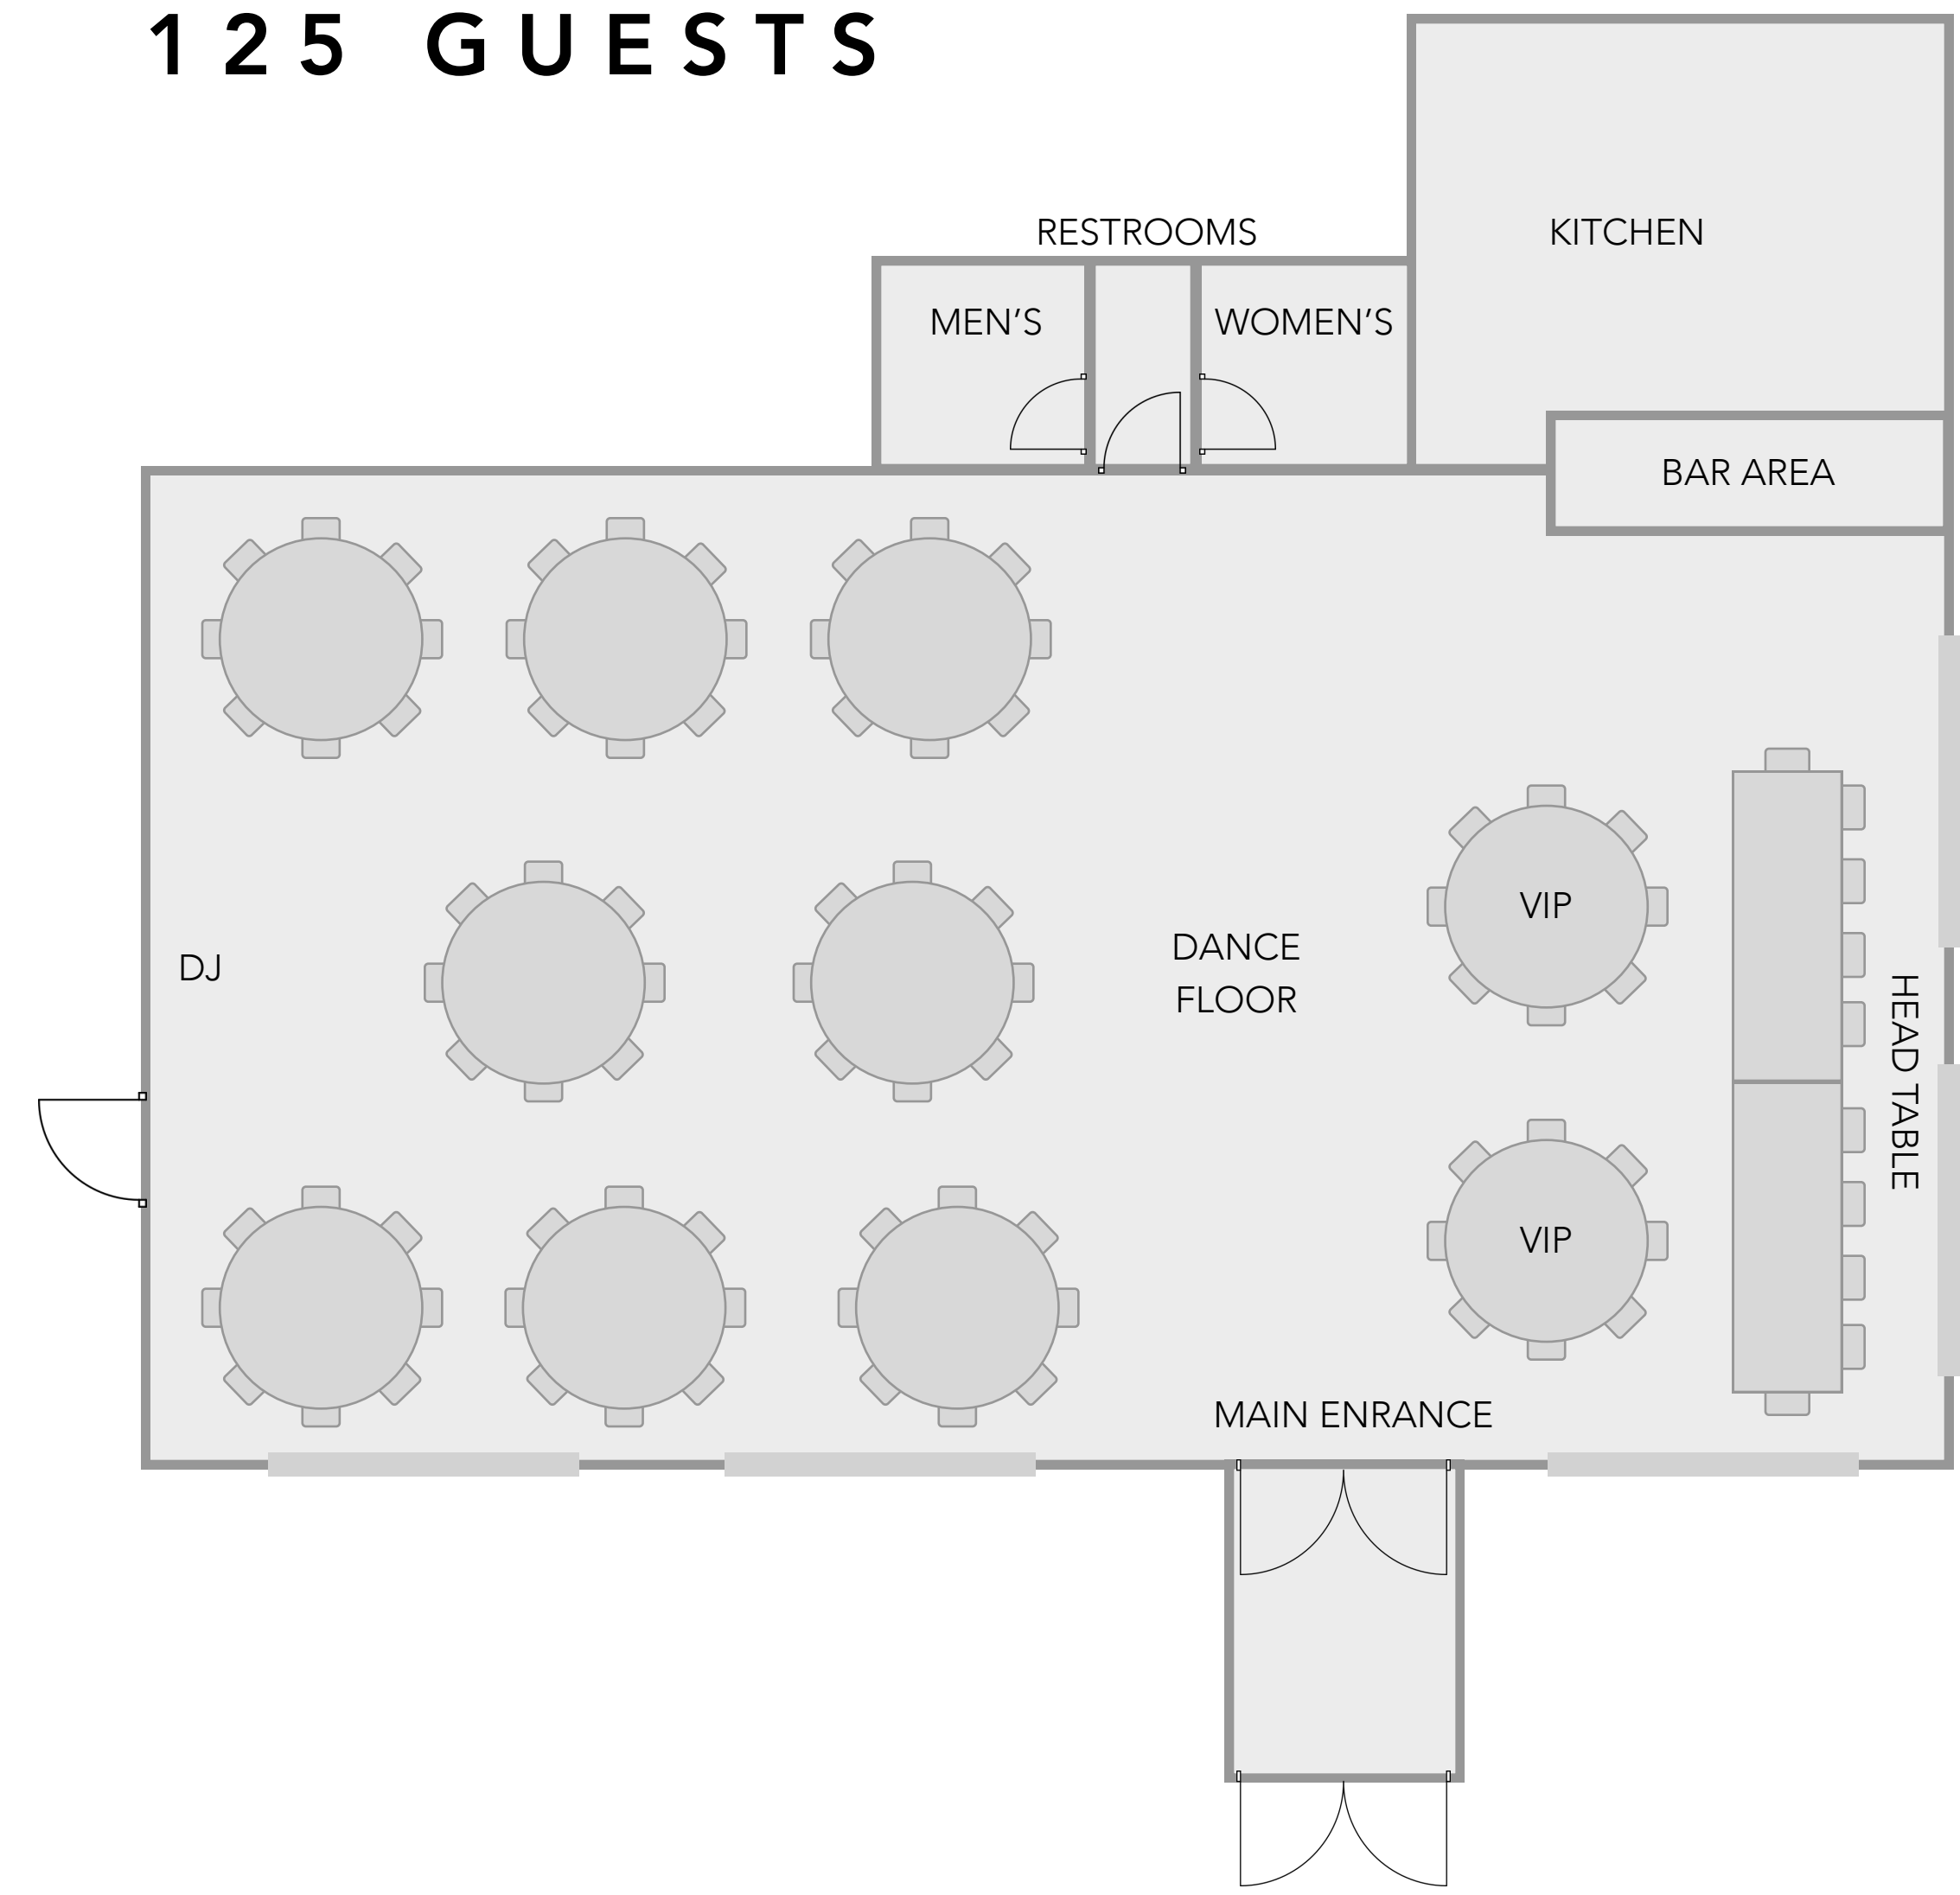 125 GUESTS
RESTROOMS
KITCHEN
MEN’S
WOMEN’S
BAR AREA
VIP
DANCE
FLOOR
DJ
HEAD TABLE
VIP
MAIN ENRANCE